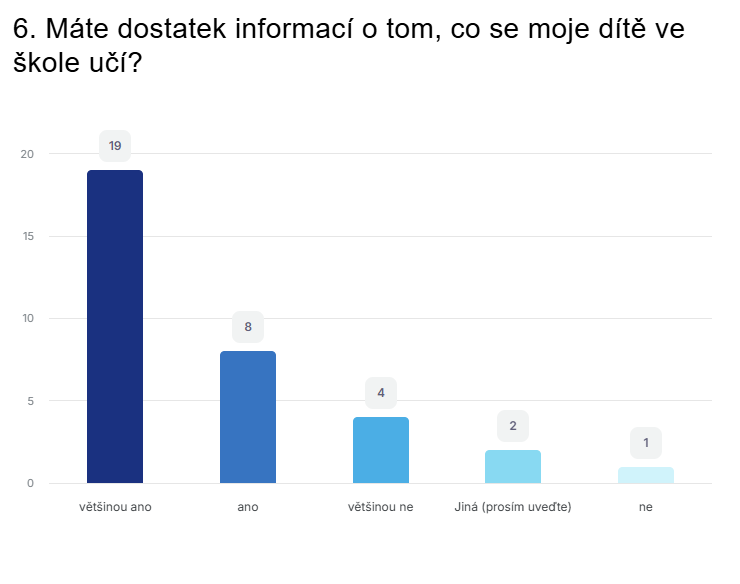 6. Máte dostatek informací o tom, co se moje dítě ve
škole učí?
19
20
15
8
10
4
5
2
1
0
většinou ano
ano
většinou ne
Jiná (prosím uveďte)
ne